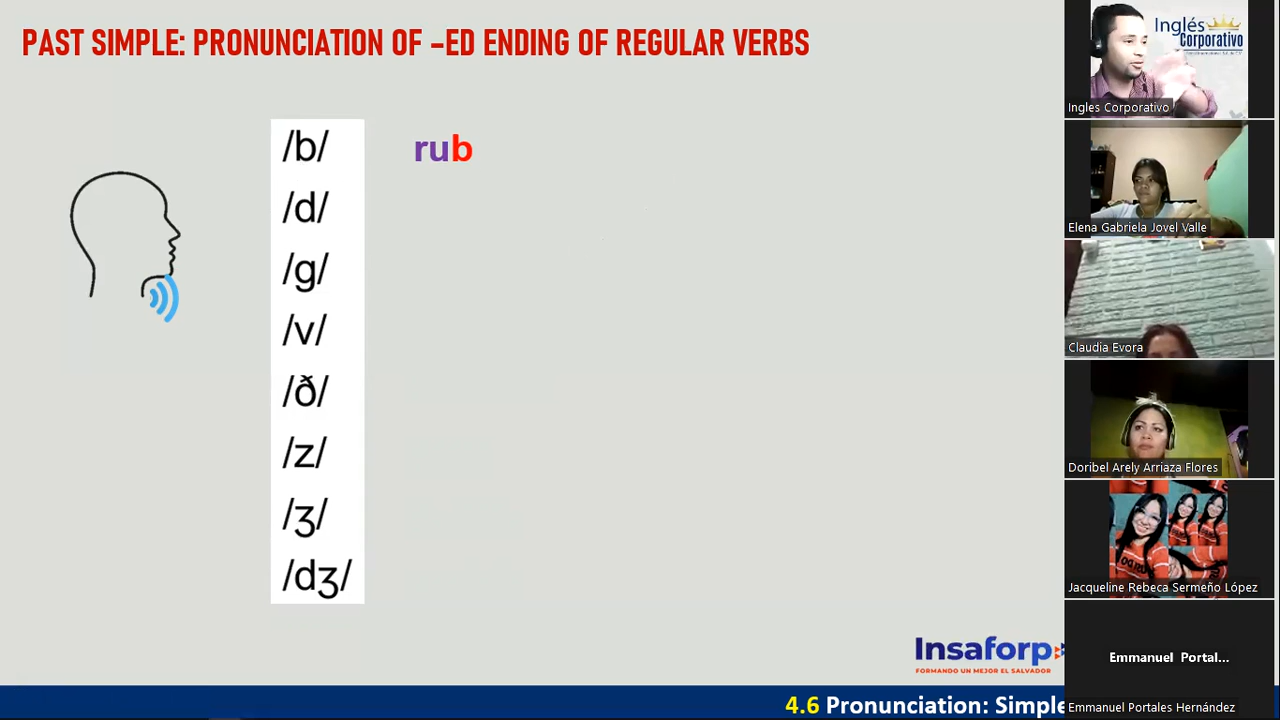 PAST SIMPLE: PRONUNCIATION OF -ED ENDING OF REGULAR VERBS
/b/ rub
/d/
/g/
/v/
/ð/
/z/
/ʒ/
/dʒ/
Insaforp
FORMANDO UN MEJOR EL SALVADOR
4.6 Pronunciation: Simple
Inglés
Corporativo
Ingles Corporativo
Elena Gabriela Jovel Valle
Claudia Evora
Doribel Arely Arriaza Flores
Jacqueline Rebeca Sermeño López
Emmanuel Portal...
Emmanuel Portales Hernández